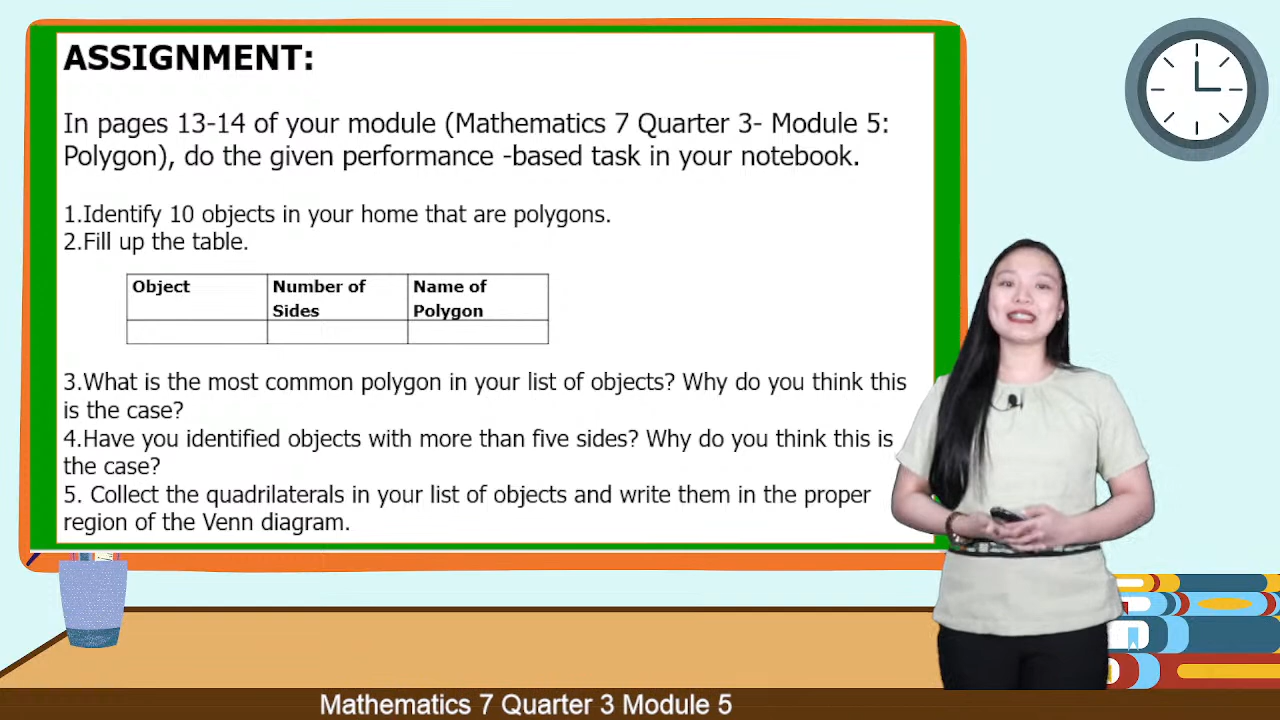 ASSIGNMENT:
In pages 13-14 of your module (Mathematics 7 Quarter 3- Module 5:
Polygon), do the given performance -based task in your notebook.
1.Identify 10 objects in your home that are polygons.
2.Fill up the table.
Object Number of Sides Name of Polygon
3.What is the most common polygon in your list of objects? Why do you think this
is the case?
4.Have you identified objects with more than five sides? Why do you think this is
the case?
5. Collect the quadrilaterals in your list of objects and write them in the proper
region of the Venn diagram.
Mathematics 7 Quarter 3 Module 5